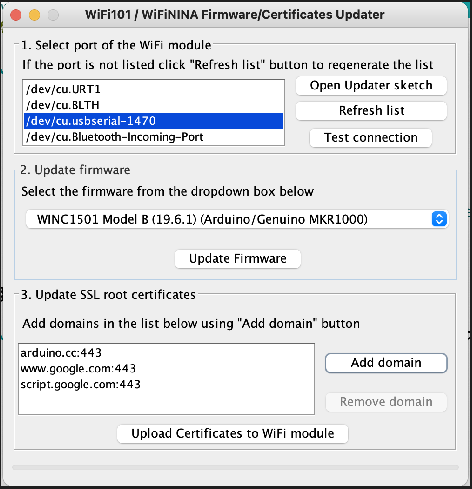 WiFi101 / WiFiNINA Firmware/Certificates Updater
1. Select port of the WiFi module
If the port is not listed click "Refresh list" button to regenerate the list
/dev/cu.URT1
/dev/cu.BLTH
/dev/cu.usbserial-1470
/dev/cu.Bluetooth-Incoming-Port
Open Updater sketch
Refresh list
Test connection
2. Update firmware
Select the firmware from the dropdown box below
WINC1501 Model B (19.6.1) (Arduino/Genuino MKR1000)
Update Firmware
3. Update SSL root certificates
Add domains in the list below using "Add domain" button
arduino.cc:443
www.google.com:443
script.google.com:443
Add domain
Remove domain
Upload Certificates to WiFi module